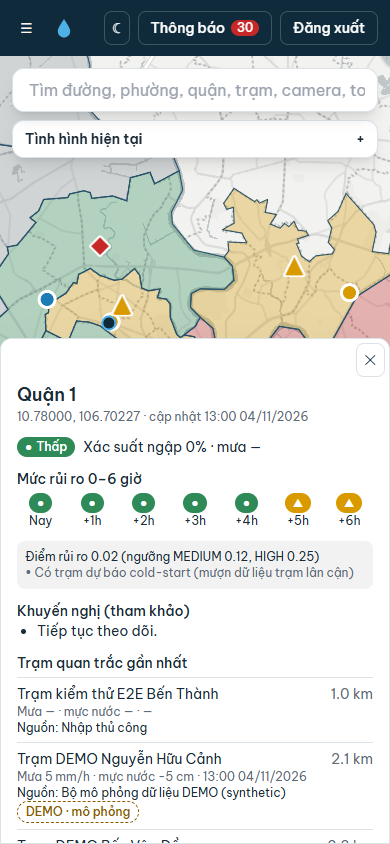 Thông báo 30 Đăng xuất
Tìm đường, phường, quận, trạm, camera, to
Tình hình hiện tại +
Quận 1
10.78000, 106.70227 · cập nhật 13:00 04/11/2026
Thấp Xác suất ngập 0% · mưa —
Mức rủi ro 0–6 giờ
Nay +1h +2h +3h +4h +5h +6h
Điểm rủi ro 0.02 (ngưỡng MEDIUM 0.12, HIGH 0.25)
• Có trạm dự báo cold-start (mượn dữ liệu trạm lân cận)
Khuyến nghị (tham khảo)
• Tiếp tục theo dõi.
Trạm quan trắc gần nhất
Trạm kiểm thử E2E Bến Thành 1.0 km
Mưa — · mực nước — · —
Nguồn: Nhập thủ công
Trạm DEMO Nguyễn Hữu Cảnh 2.1 km
Mưa 5 mm/h · mực nước -5 cm · 13:00 04/11/2026
Nguồn: Bộ mô phỏng dữ liệu DEMO (synthetic)
DEMO · mô phỏng
Trạm DEMO Bến Vân